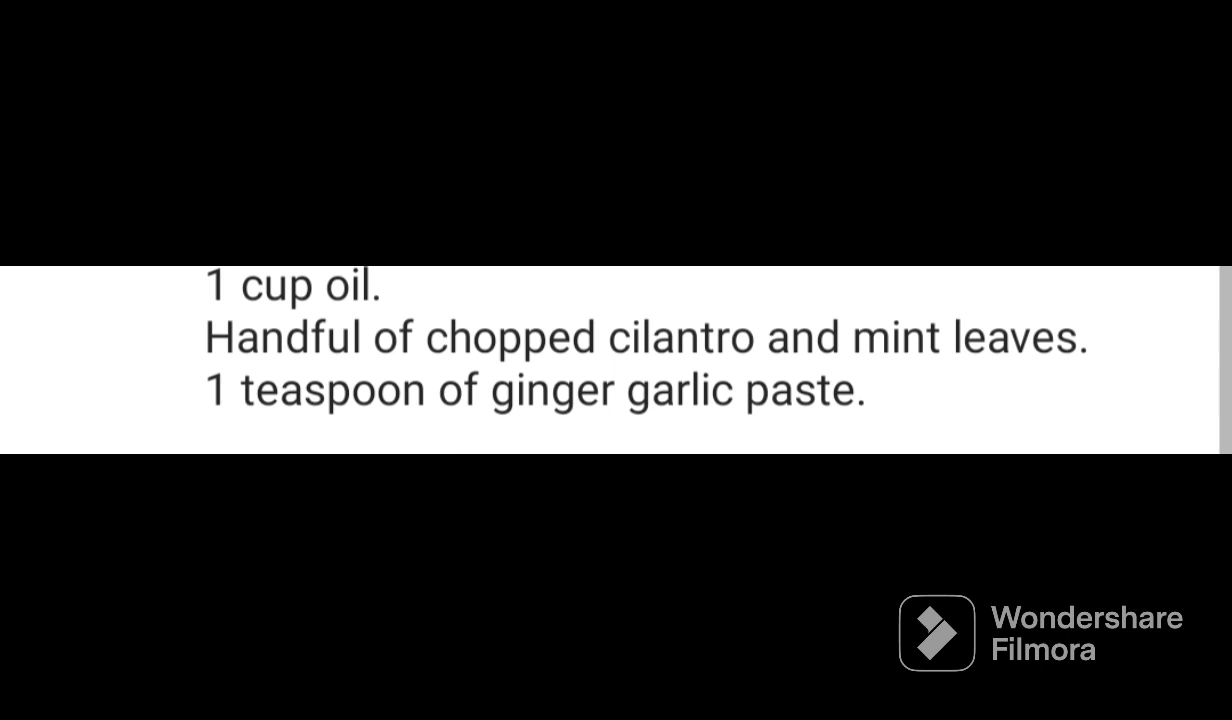 1 cup oil.
Handful of chopped cilantro and mint leaves.
1 teaspoon of ginger garlic paste.
Wondershare
Filmora